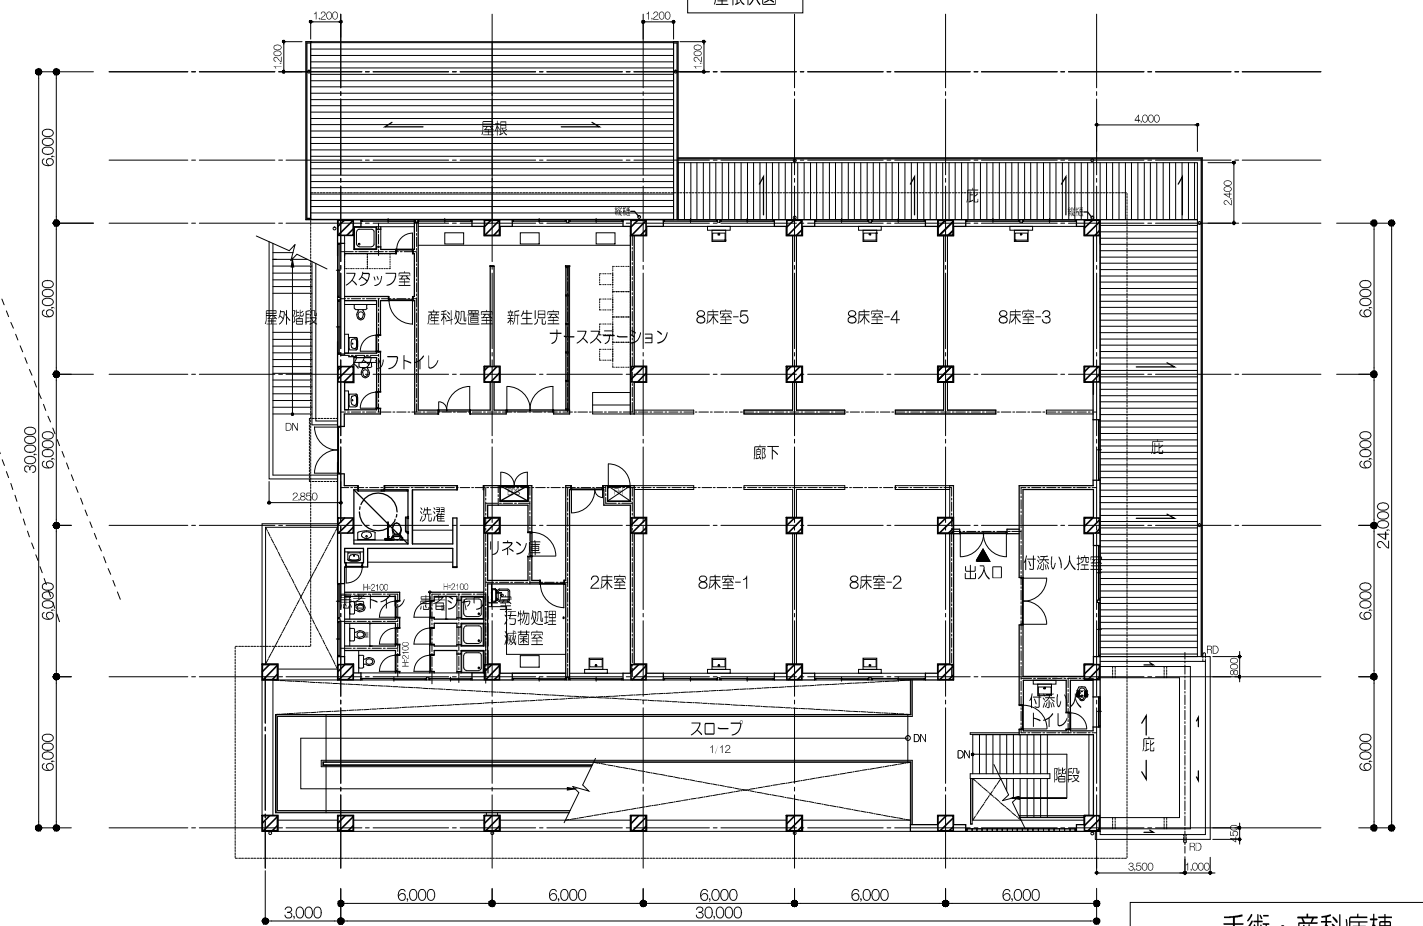 屋根伏図
1.200
1.200
1.200
1.200
4.000
屋根
庇
2.400
縦樋
縦樋
6.000
6.000
30.000
6.000
6.000
6.000
スタッフ室
屋外階段
産科処置室
新生児室
ナースステーション
スタッフトイレ
8床室-5
8床室-4
8床室-3
6.000
DN
廊下
庇
6.000
24.000
2.850
洗濯
リネン庫
2床室
8床室-1
8床室-2
出入口
付添い人控室
H=2100
H=2100
患者トイレ
患者シャワー室
汚物処理
滅菌室
H=2100
6.000
RD
800
付添い人
トイレ
スロープ
1/12
DN
DN
階段
庇
6.000
450
RD
3.500
1.000
6.000
6.000
6.000
6.000
6.000
3.000
30.000
手術・産科病棟